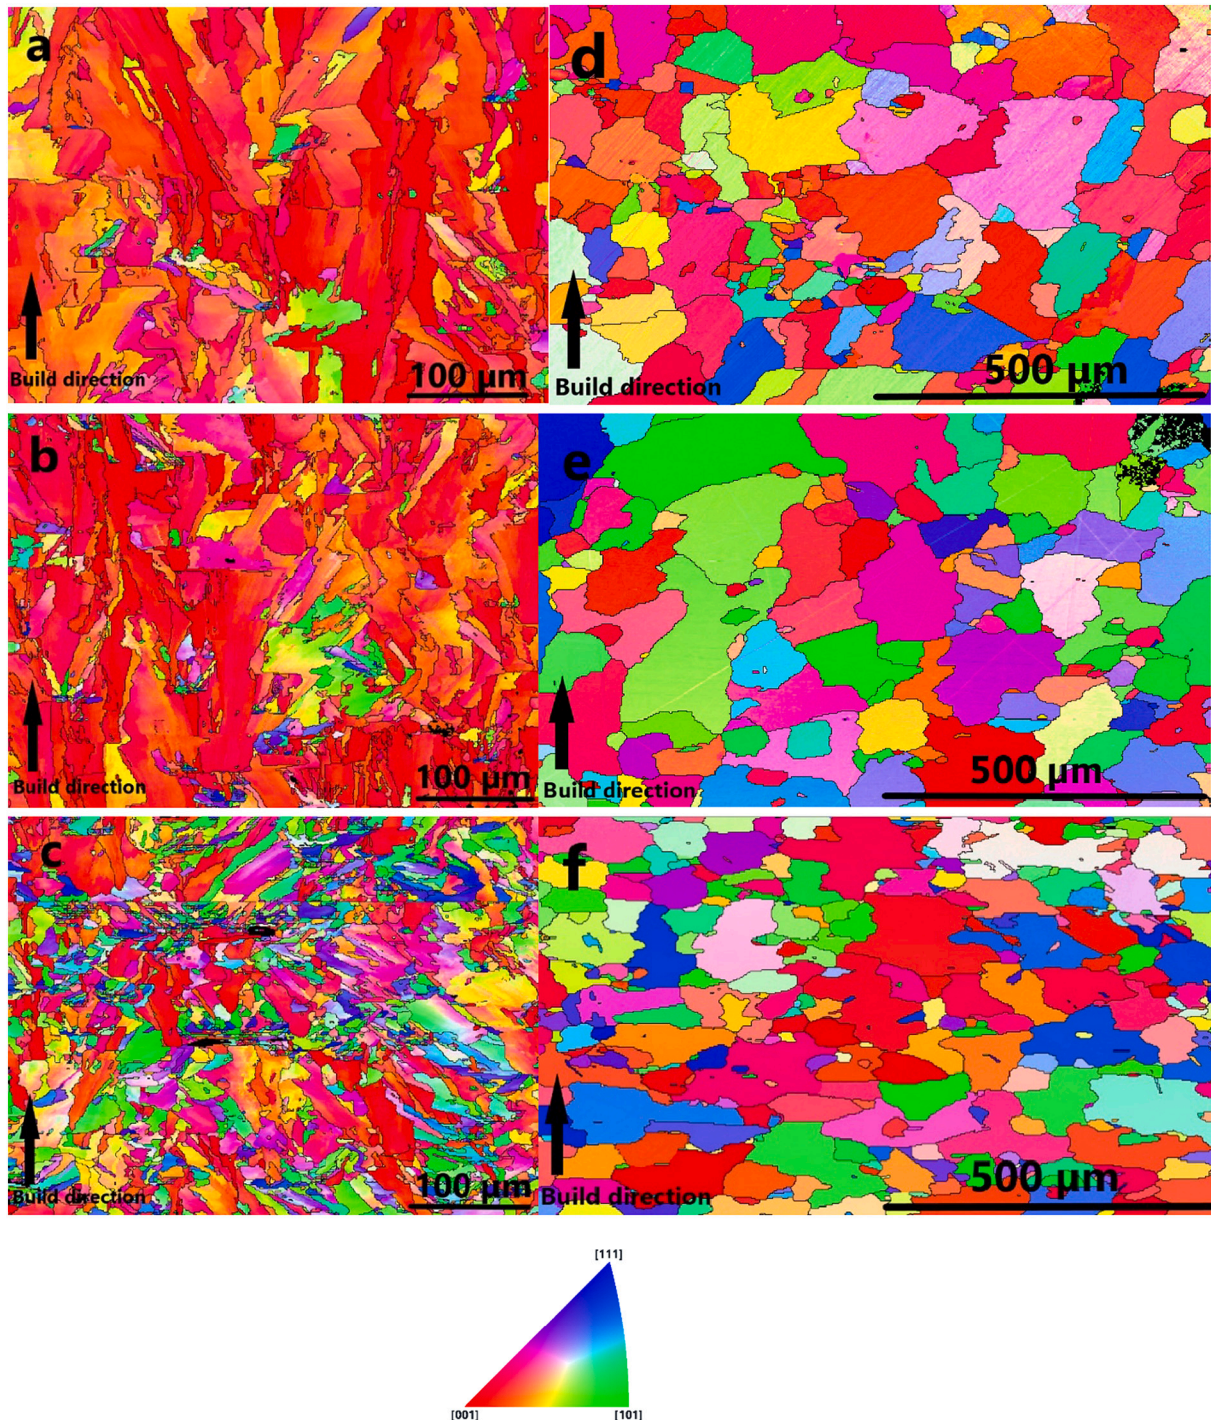 a
Build direction
100 µm
d
Build direction
500 µm
b
Build direction
100 µm
e
Build direction
500 µm
c
Build direction
100 µm
f
Build direction
500 µm
[111]
[001]
[101]